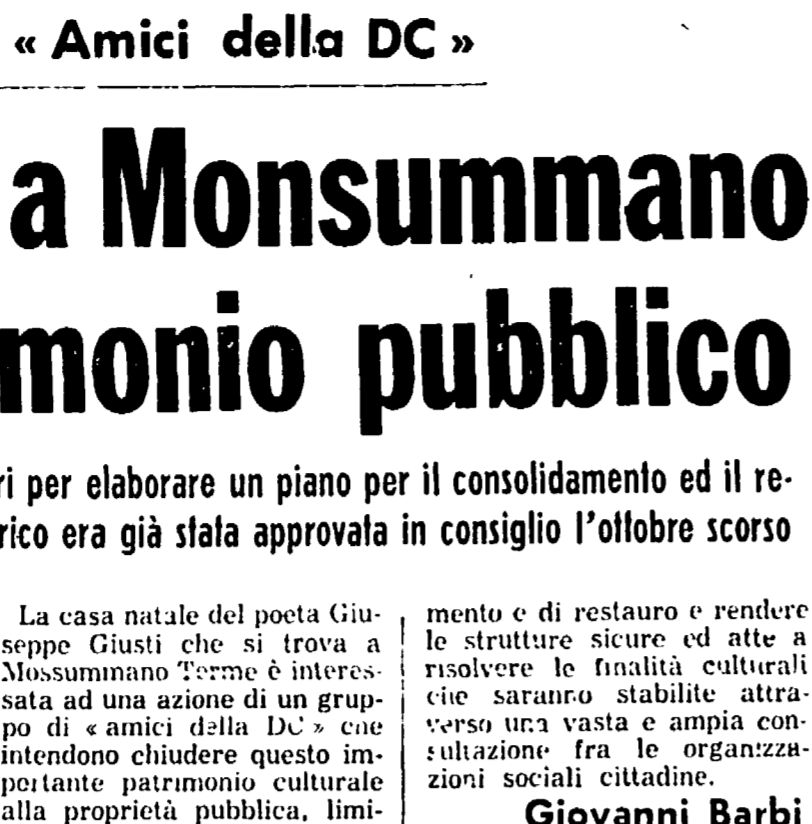 « Amici della DC »
a Monsummano
monio pubblico
ri per elaborare un piano per il consolidamento ed il re-
rico era già stata approvata in consiglio l'ottobre scorso
La casa natale del poeta Giu-
seppe Giusti che si trova a
Mossummano Terme è interes-
sata ad una azione di un grup-
po di « amici della DC » che
intendono chiudere questo im-
portante patrimonio culturale
alla proprietà pubblica, limi-
mento e di restauro e rendere
le strutture sicure ed atte a
risolvere le finalità culturali
che saranno stabilite attra-
verso una vasta e ampia con-
sultazione fra le organizza-
zioni sociali cittadine.
Giovanni Barbi